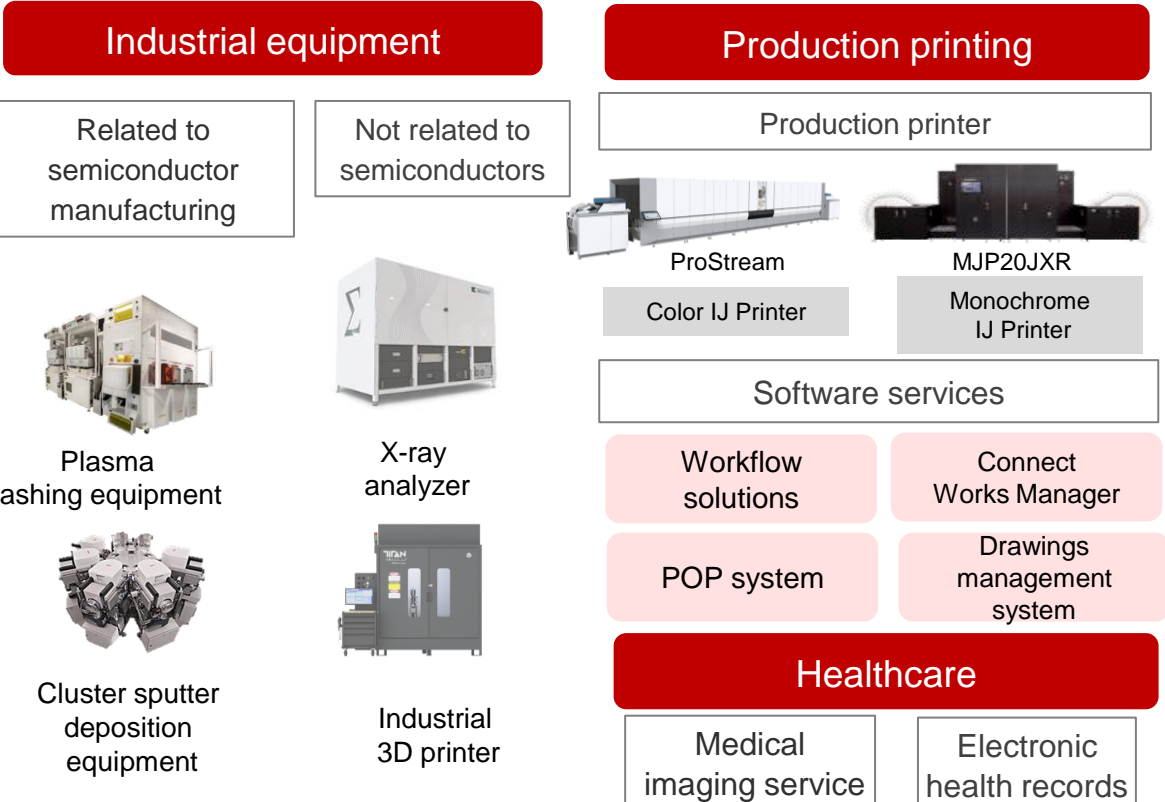 Industrial equipment
Related to
semiconductor
manufacturing
Not related to
semiconductors
Plasma
ashing equipment
X-ray
analyzer
TITAN
Cluster sputter
deposition
equipment
Industrial
3D printer
Production printing
Production printer
ProStream
MJP20JXR
Color IJ Printer
Monochrome
IJ Printer
Software services
Workflow
solutions
Connect
Works Manager
POP system
Drawings
management
system
Healthcare
Medical
imaging service
Electronic
health records